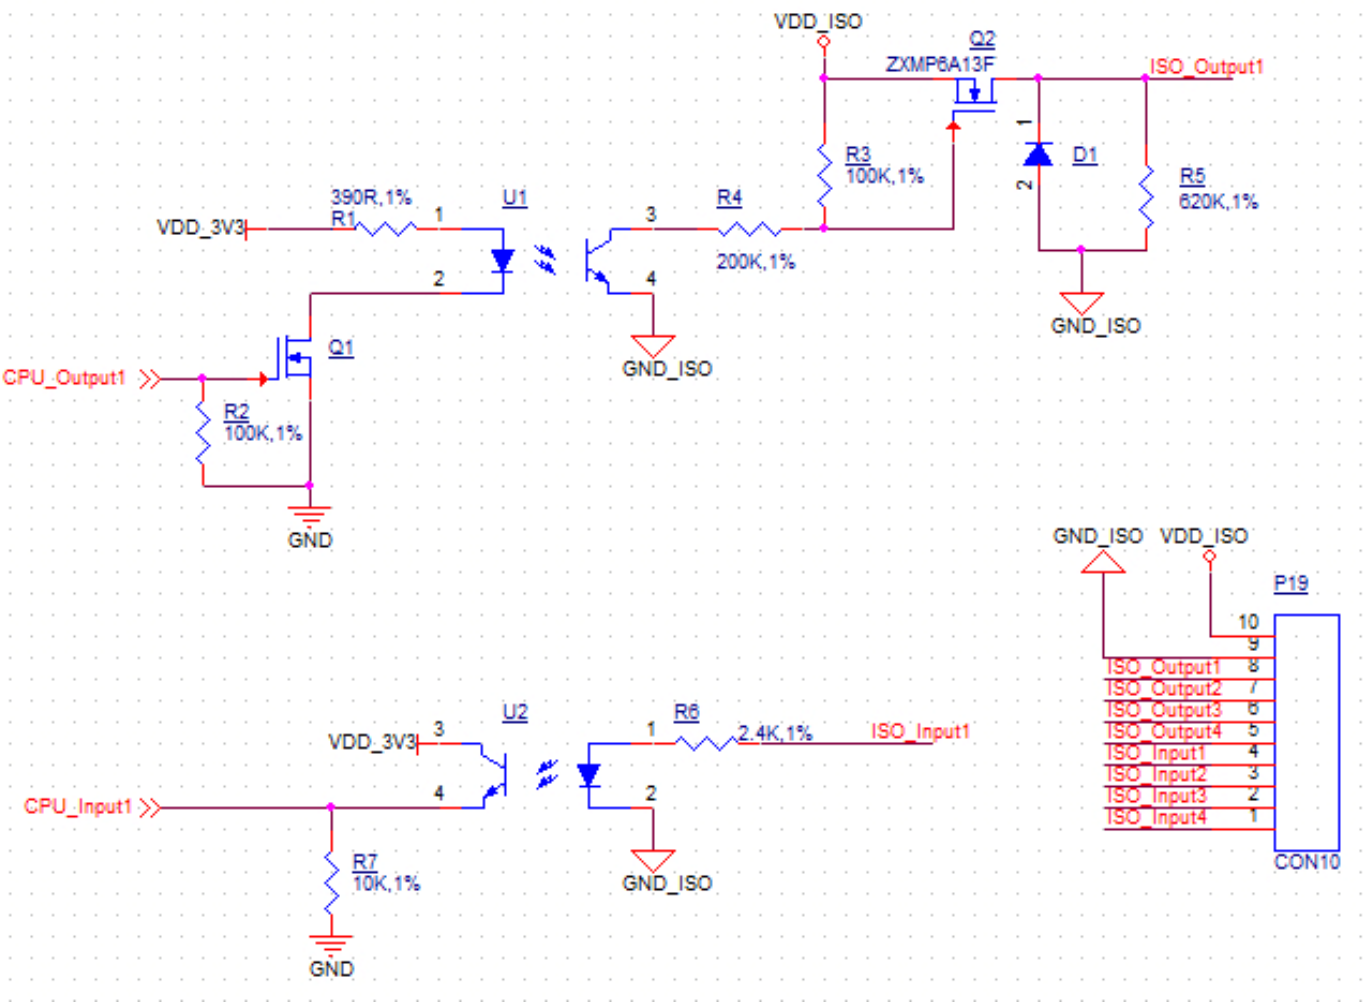 VDD_ISO
Q2
ZXMP6A13F
ISO_Output1
1
D1
2
R3
100K,1%
R5
620K,1%
390R,1%
R1
VDD_3V3
1
U1
3
R4
200K,1%
2
4
GND_ISO
GND_ISO
Q1
CPU_Output1
R2
100K,1%
GND
GND_ISO
VDD_ISO
P19
10
9
ISO_Output1 8
ISO_Output2 7
ISO_Output3 6
ISO_Output4 5
ISO_Input1 4
ISO_Input2 3
ISO_Input3 2
ISO_Input4 1
CON10
U2
VDD_3V3
3
1
R6
2.4K,1%
ISO_Input1
CPU_Input1
4
2
GND_ISO
R7
10K,1%
GND